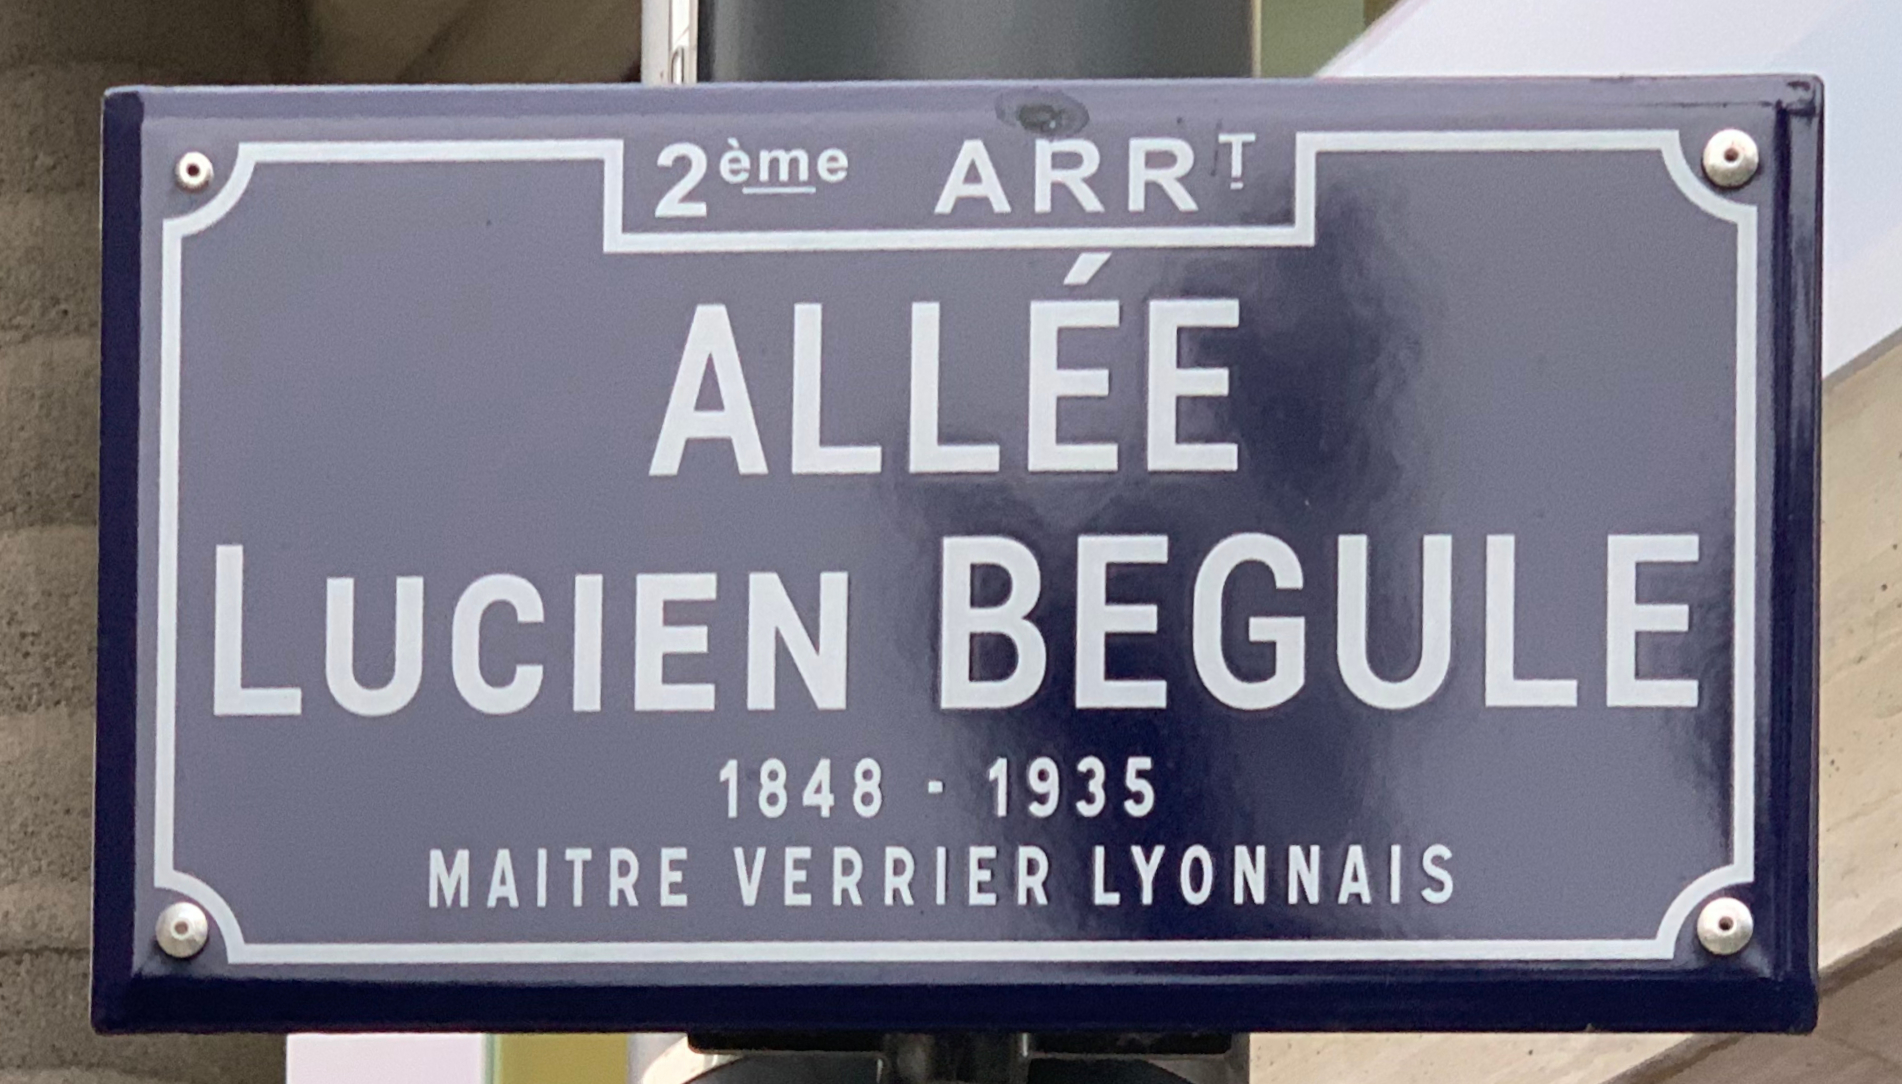 2ème ARRT
ALLÉE
LUCIEN BEGULE
1848 - 1935
MAITRE VERRIER LYONNAIS